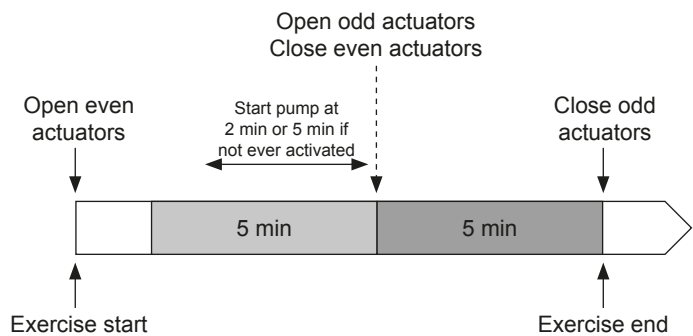 Open odd actuators
Close even actuators
Open even
actuators
Start pump at
2 min or 5 min if
not ever activated
Close odd
actuators
5 min
5 min
Exercise start
Exercise end